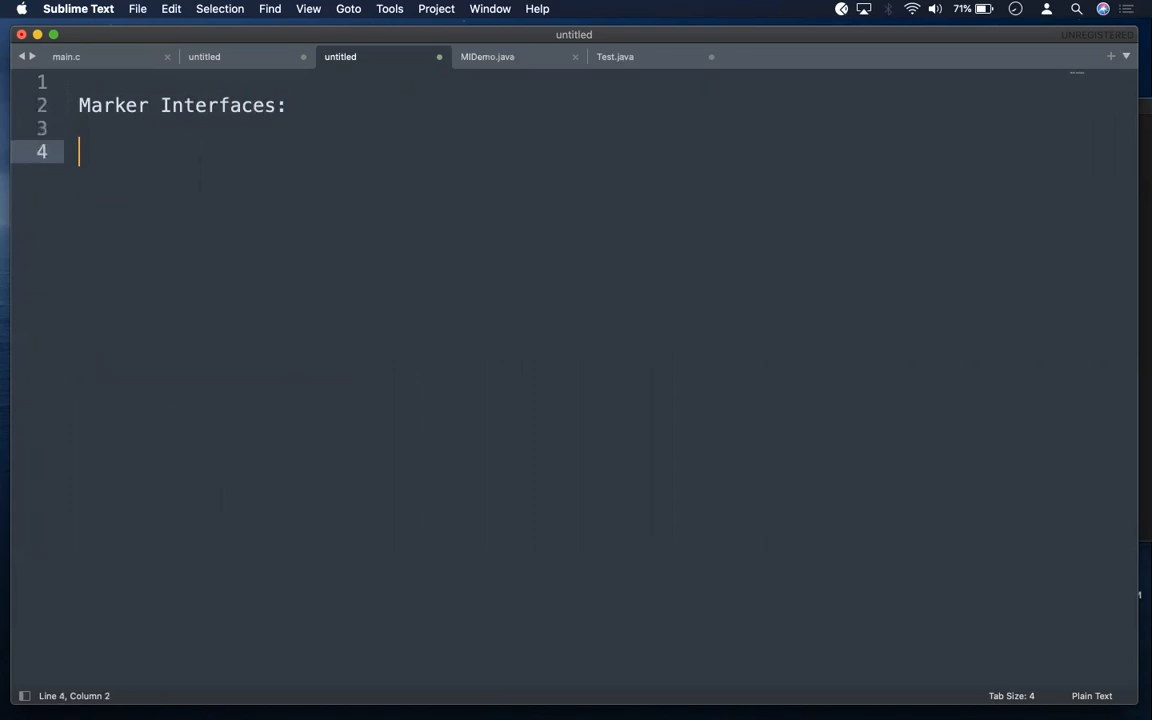 Sublime Text File Edit Selection Find View Goto Tools Project Window Help 71%
untitled UNREGISTERED
main.c untitled untitled MIDemo.java Test.java
1
2 Marker Interfaces:
3
4
Line 4, Column 2 Tab Size: 4 Plain Text